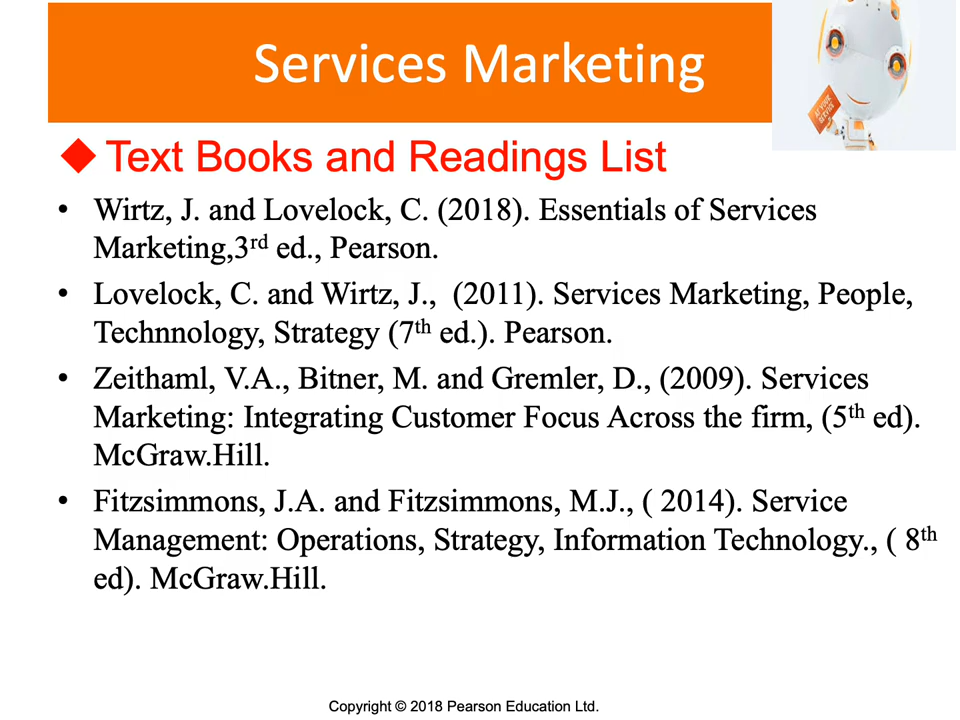 Services Marketing
AT YOUR
SERVICE
◆ Text Books and Readings List
• Wirtz, J. and Lovelock, C. (2018). Essentials of Services
Marketing,3rd ed., Pearson.
• Lovelock, C. and Wirtz, J.,  (2011). Services Marketing, People,
Technnology, Strategy (7th ed.). Pearson.
• Zeithaml, V.A., Bitner, M. and Gremler, D., (2009). Services
Marketing: Integrating Customer Focus Across the firm, (5th ed).
McGraw.Hill.
• Fitzsimmons, J.A. and Fitzsimmons, M.J., ( 2014). Service
Management: Operations, Strategy, Information Technology., ( 8th
ed). McGraw.Hill.
Copyright © 2018 Pearson Education Ltd.